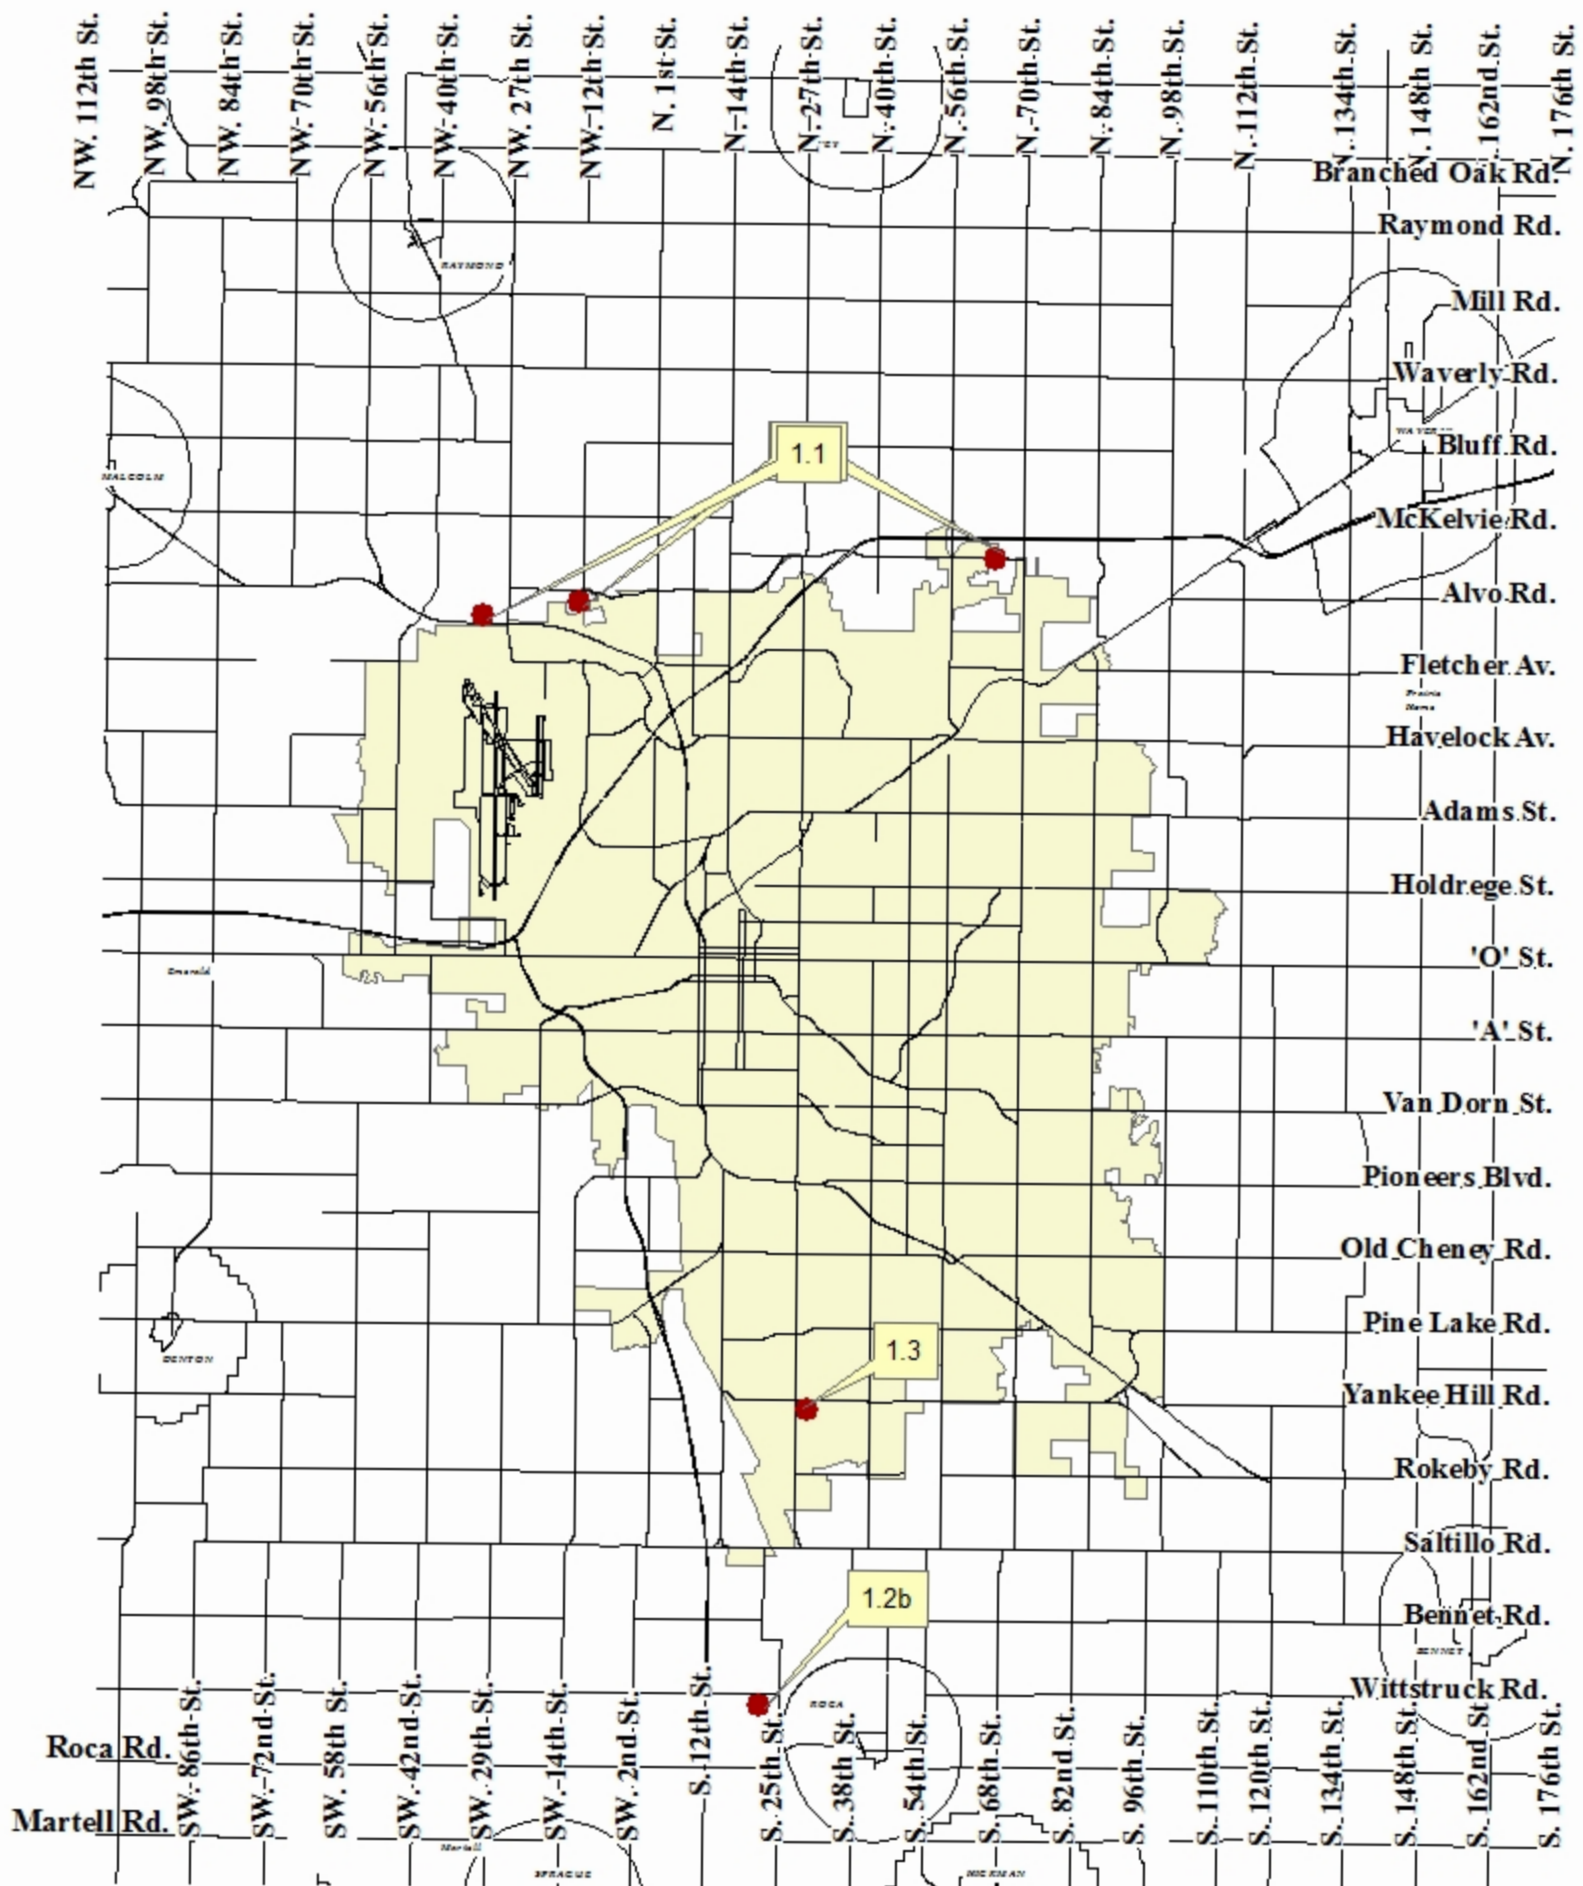 NW. 112th St.
NW. 98th St.
NW. 84th St.
NW. 70th St.
NW. 56th St.
NW. 40th St.
NW. 27th St.
NW. 12th St.
N. 1st St.
N. 14th St.
N. 27th St.
N. 40th St.
N. 56th St.
N. 70th St.
N. 84th St.
N. 98th St.
N. 112th St.
N. 134th St.
N. 148th St.
N. 162nd St.
N. 176th St.
Branched Oak Rd.
Raymond Rd.
RAYMOND
Mill Rd.
Waverly Rd.
Bluff Rd.
1.1
MALCOLM
McKelvie Rd.
Alvo Rd.
Fletcher Av.
Prairie
Home
Havelock Av.
Adams St.
Holdrege St.
'O' St.
Emerald
'A' St.
Van Dorn St.
Pioneers Blvd.
Old Cheney Rd.
Pine Lake Rd.
1.3
DENTON
Yankee Hill Rd.
Rokeby Rd.
Saltillo Rd.
1.2b
Bennet Rd.
BENNET
Wittstruck Rd.
ROCA
Roca Rd.
Martell Rd.
SW. 86th St.
SW. 72nd St.
SW. 58th St.
SW. 42nd St.
SW. 29th St.
SW. 14th St.
SW. 2nd St.
S. 12th St.
S. 25th St.
S. 38th St.
S. 54th St.
S. 68th St.
S. 82nd St.
S. 96th St.
S. 110th St.
S. 120th St.
S. 134th St.
S. 148th St.
S. 162nd St.
S. 176th St.
Martell
SPRAGUE
HICKMAN